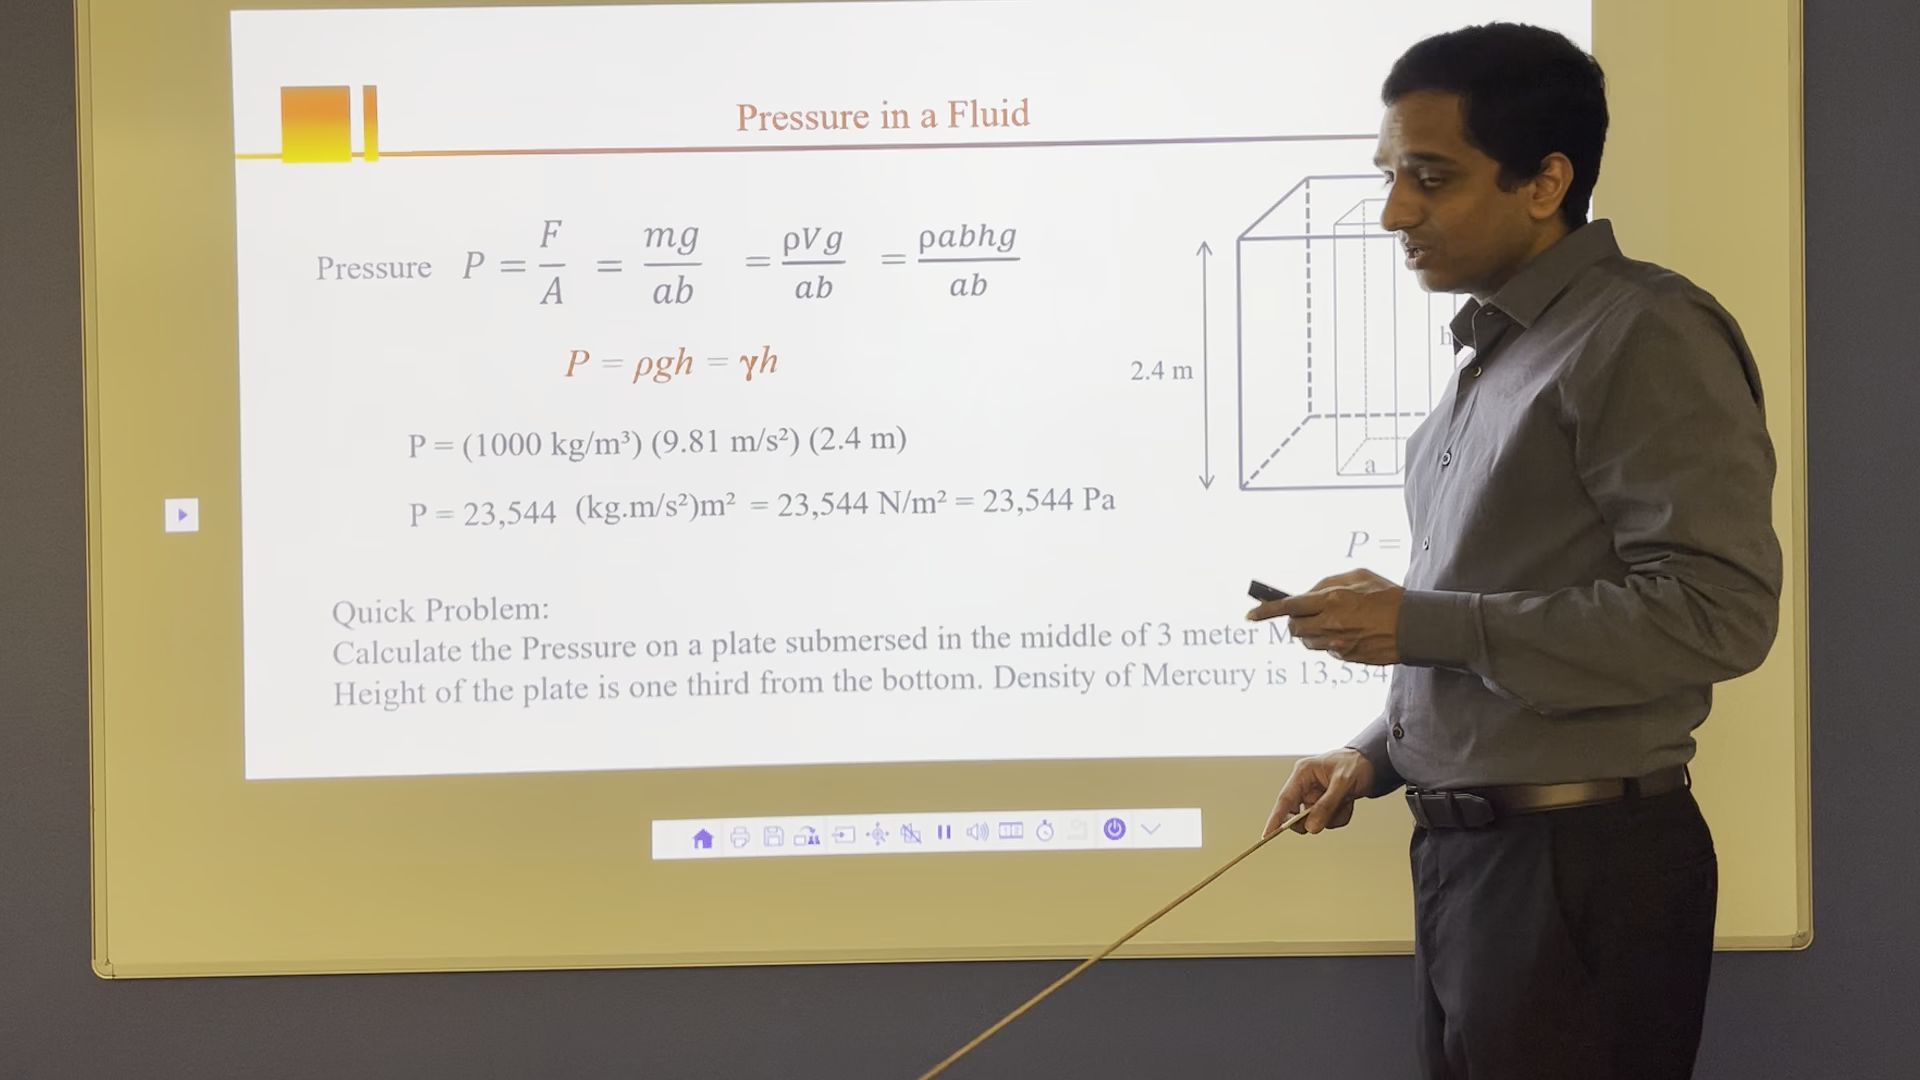 Pressure in a Fluid
Pressure P = F/A = mg/ab = ρVg/ab = ρabhg/ab
P = ρgh = γh
2.4 m
h
P = (1000 kg/m³) (9.81 m/s²) (2.4 m)
a
P = 23,544 (kg.m/s²)m² = 23,544 N/m² = 23,544 Pa
P =
Quick Problem:
Calculate the Pressure on a plate submersed in the middle of 3 meter
Height of the plate is one third from the bottom. Density of Mercury is 13,534